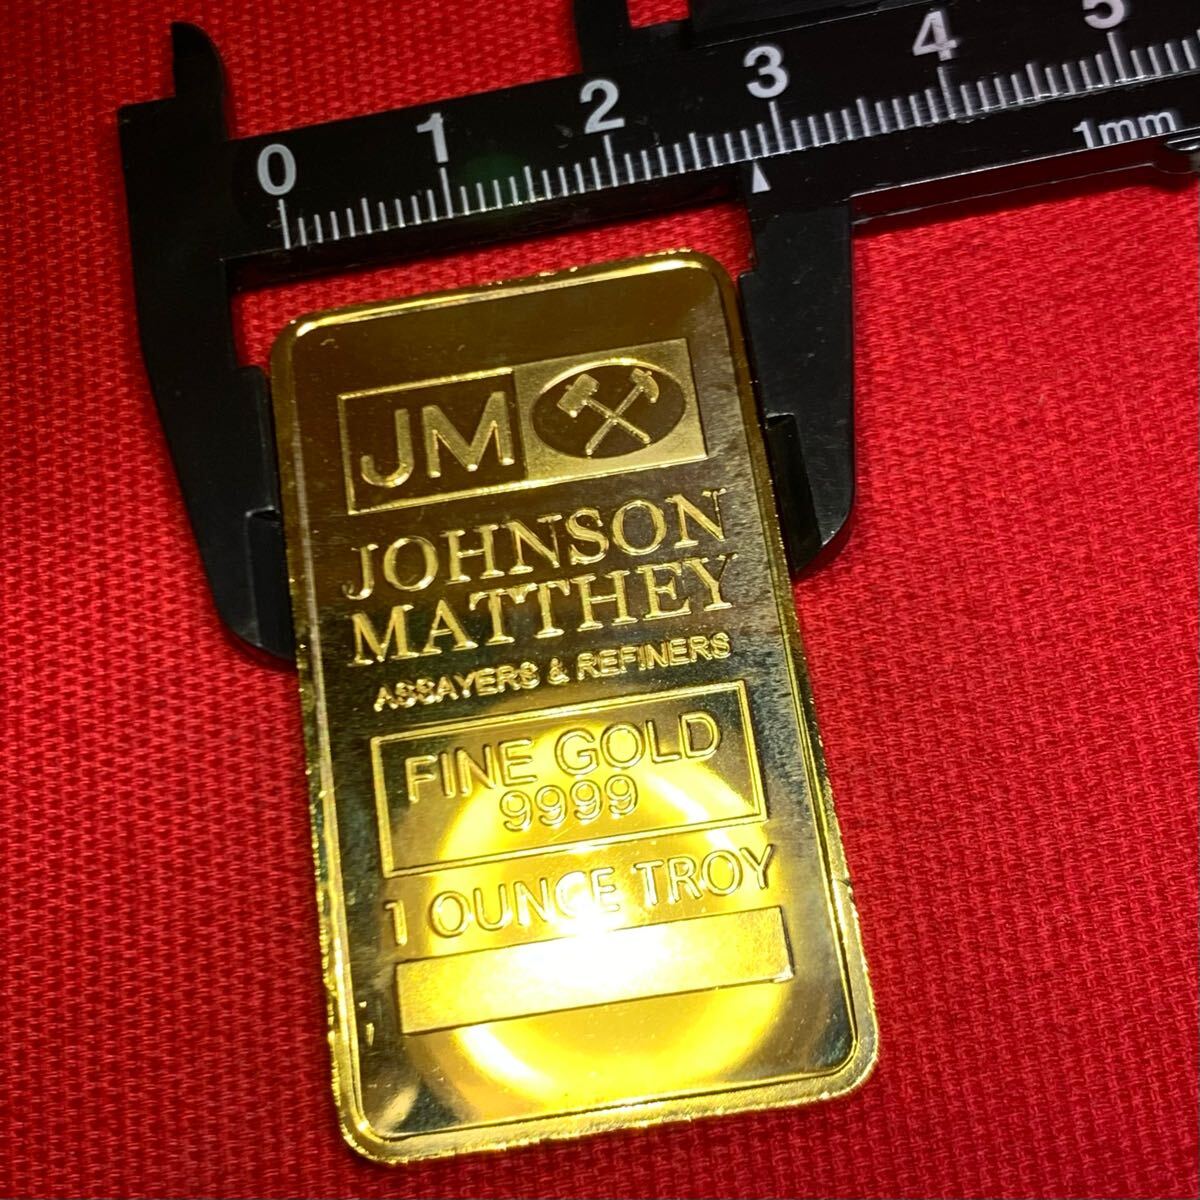 0 1 2 3 4 5
1mm
JM
JOHNSON
MATTHEY
ASSAYERS & REFINERS
FINE GOLD
9999
1 OUNCE TROY